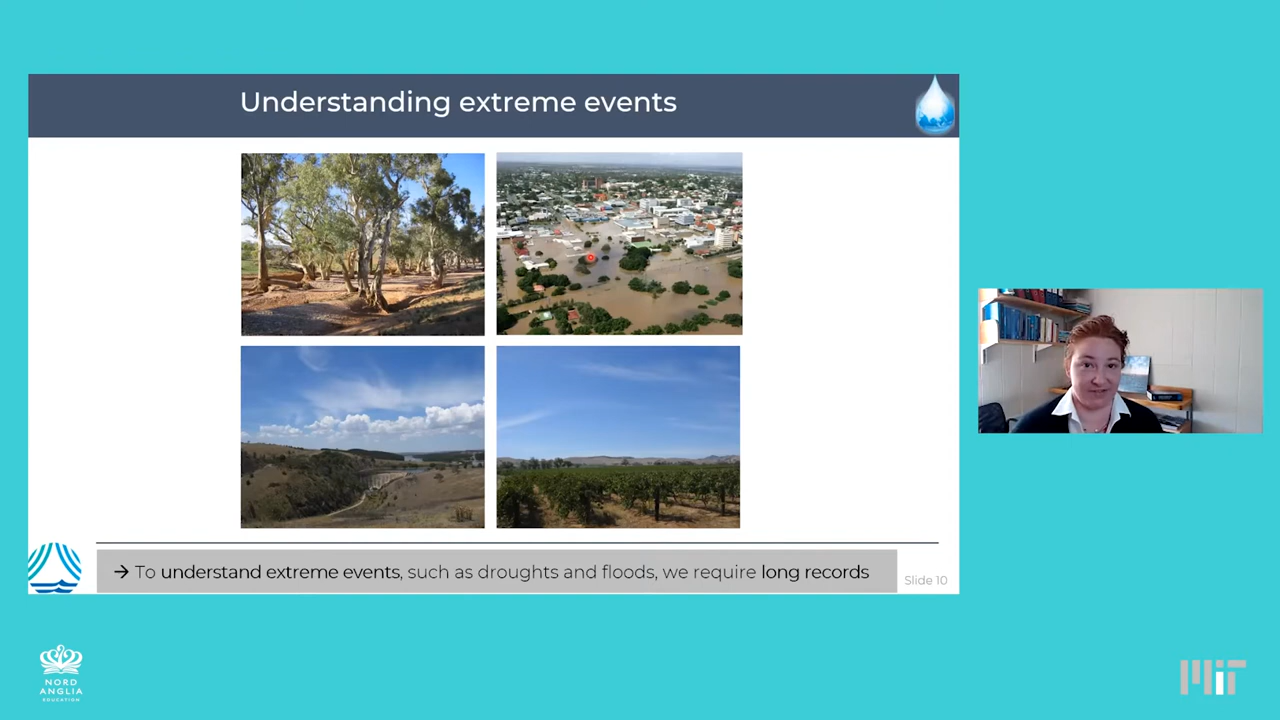 Understanding extreme events
→ To understand extreme events, such as droughts and floods, we require long records
Slide 10
NORD
ANGLIA
EDUCATION
MIT